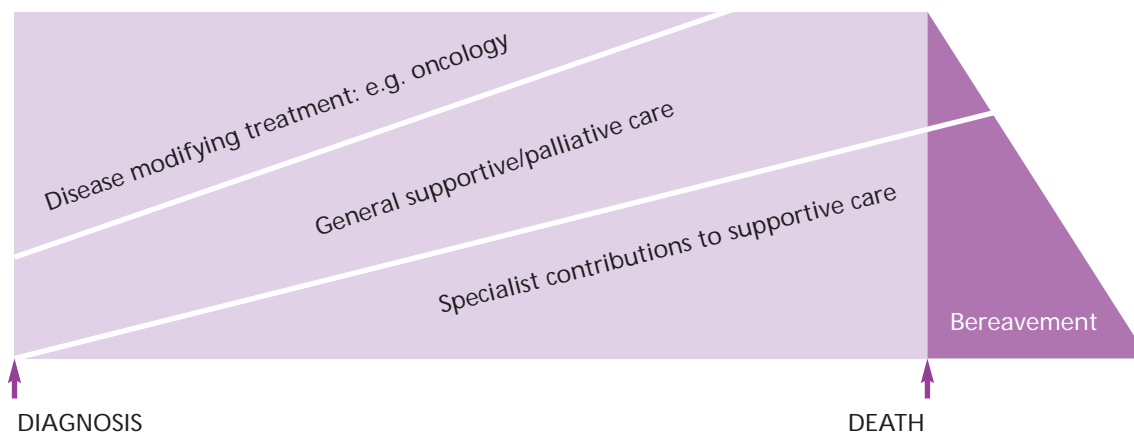 Disease modifying treatment: e.g. oncology
General supportive/palliative care
Specialist contributions to supportive care
Bereavement
DIAGNOSIS
DEATH